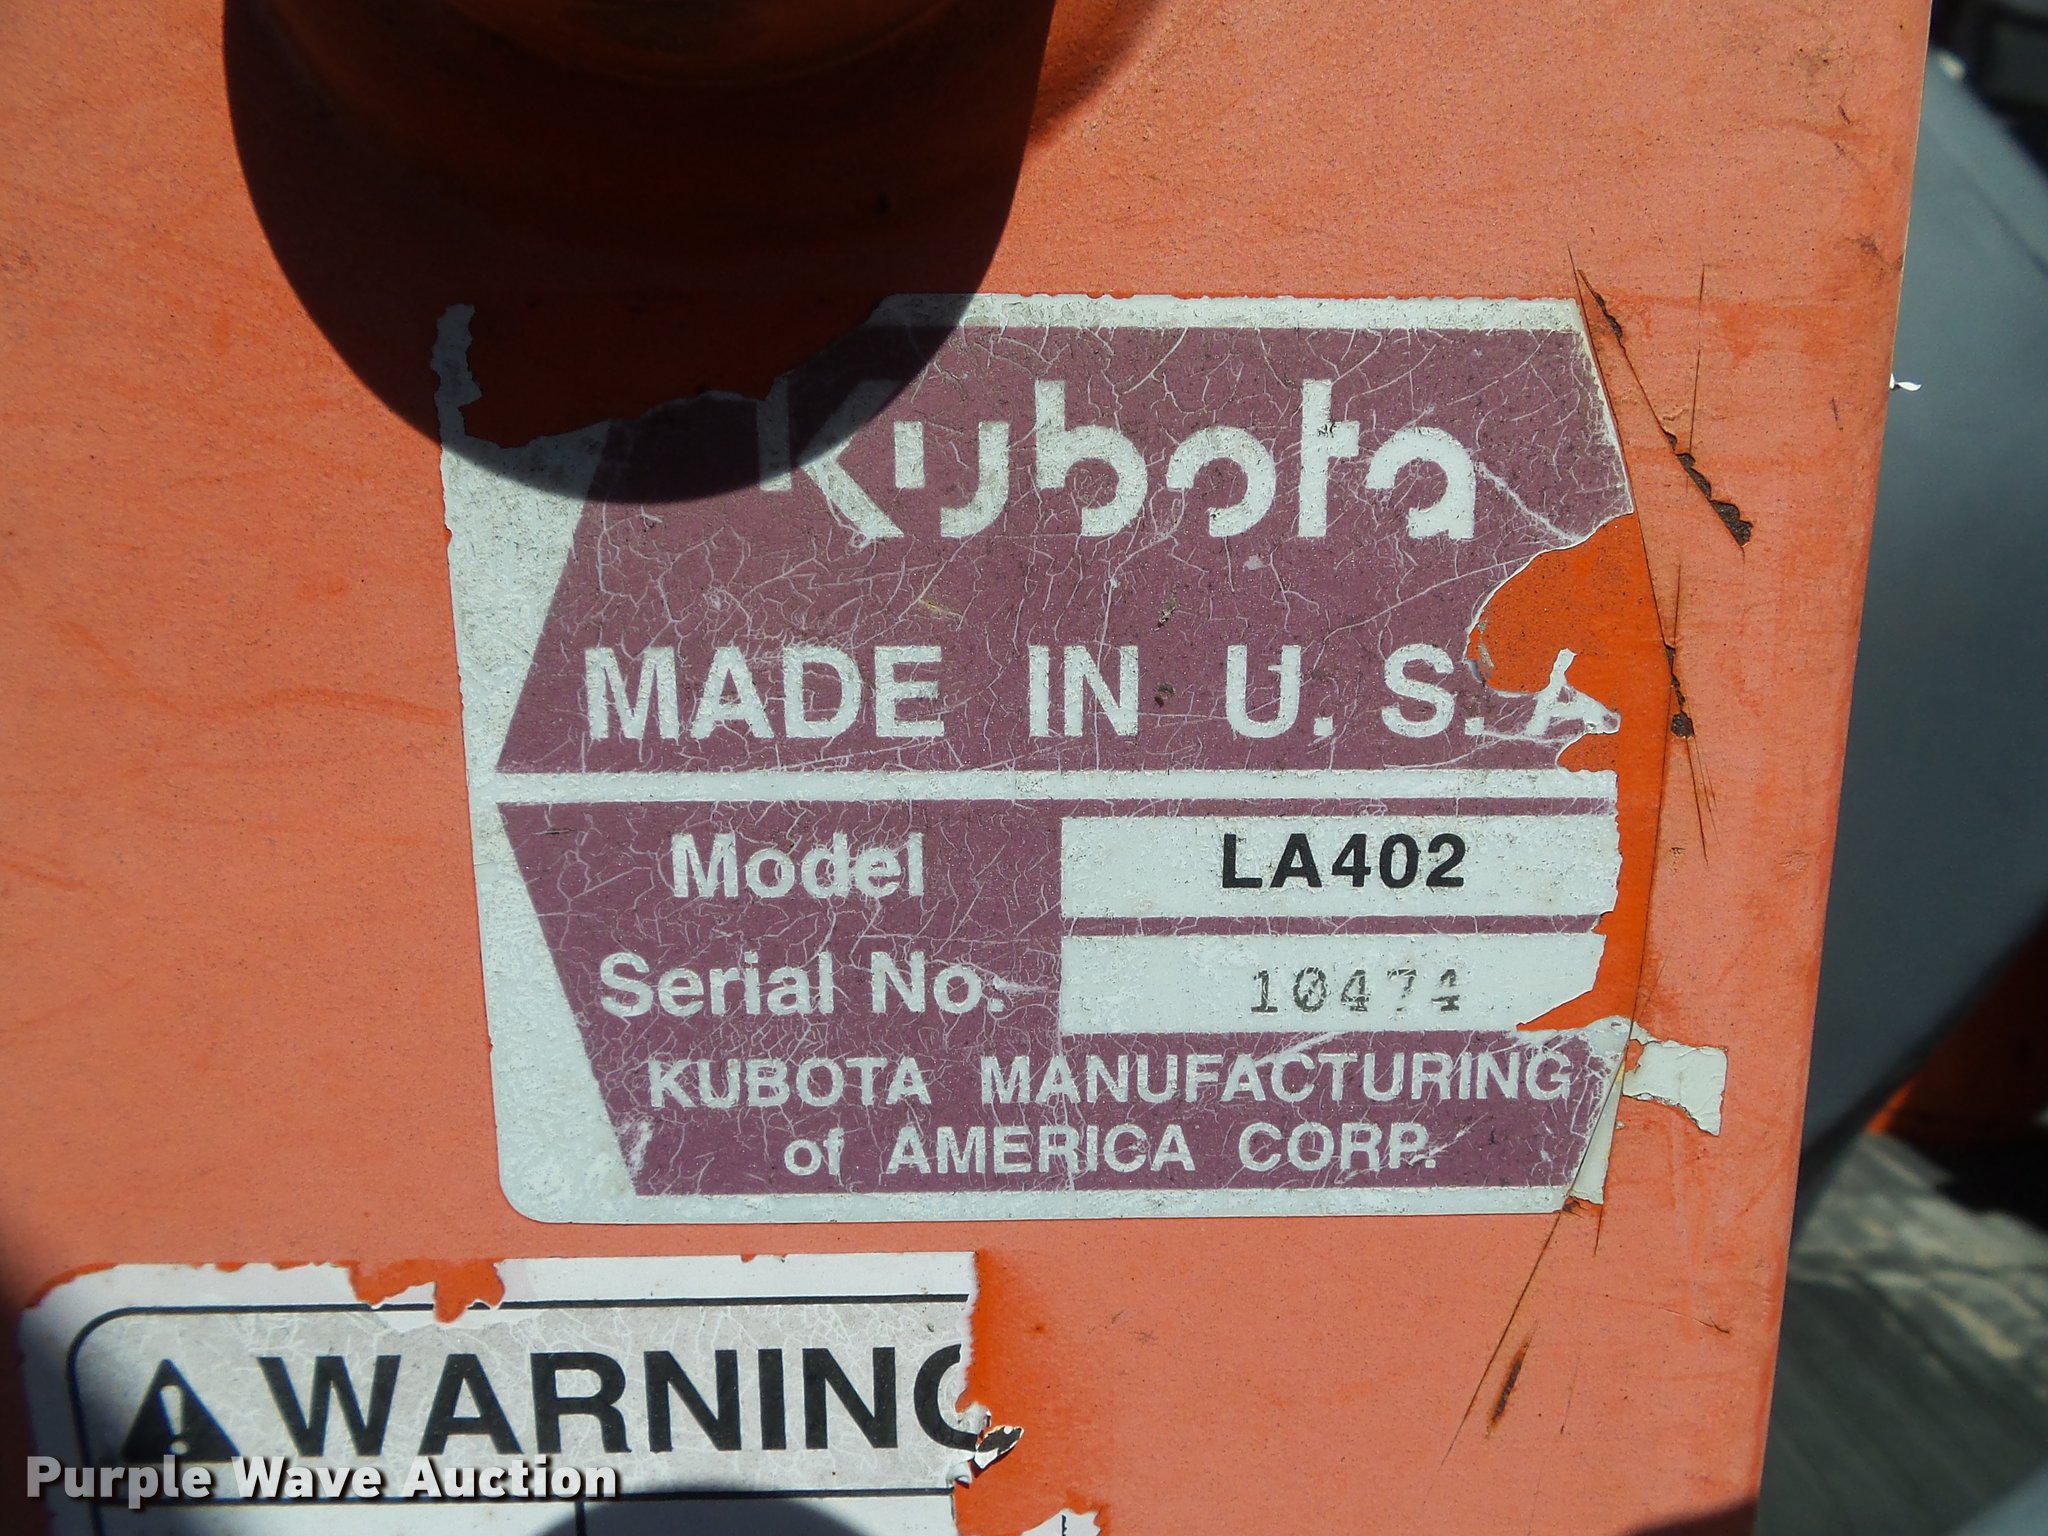 Kubota
MADE IN U.S.A
Model LA402
Serial No. 10474
KUBOTA MANUFACTURING
of AMERICA CORP.
WARNING
Purple Wave Auction